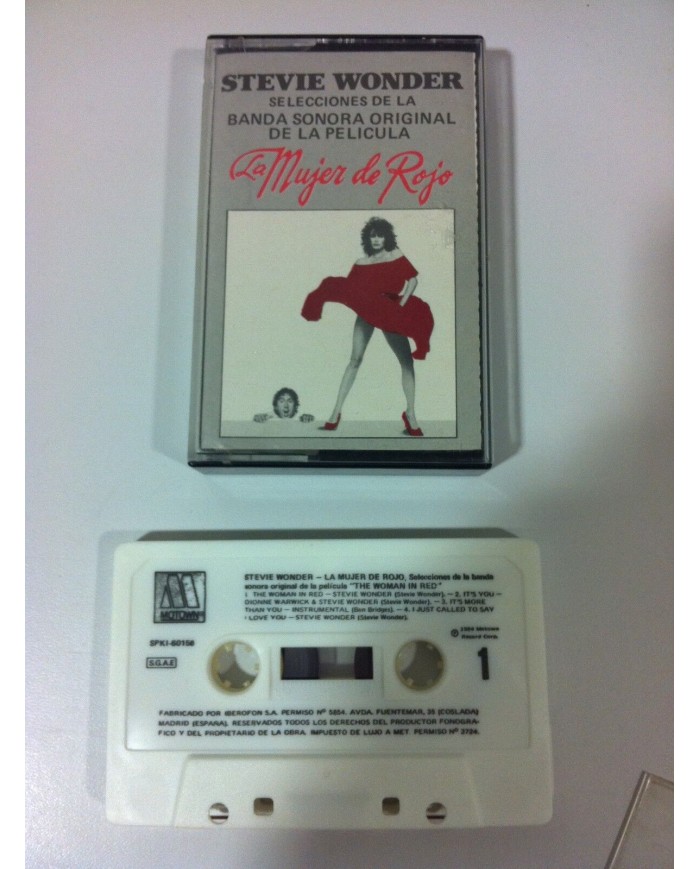 STEVIE WONDER
SELECCIONES DE LA
BANDA SONORA ORIGINAL
DE LA PELICULA
La Mujer de Rojo
STEVIE WONDER — LA MUJER DE ROJO, Selecciones de la banda
sonora original de la película "THE WOMAN IN RED"
1. THE WOMAN IN RED — STEVIE WONDER (Stevie Wonder). — 2. IT'S YOU —
DIONNE WARWICK & STEVIE WONDER (Stevie Wonder). — 3. IT'S MORE
THAN YOU — INSTRUMENTAL (Ben Bridges). — 4. I JUST CALLED TO SAY
I LOVE YOU — STEVIE WONDER (Stevie Wonder).
MOTOWN
SPKI-60158
S.G.A.E
℗ 1984 Motown
Record Corp.
1
FABRICADO POR IBEROFON S.A. PERMISO Nº 5854. AVDA. FUENTEMAR, 35 (COSLADA)
MADRID (ESPAÑA). RESERVADOS TODOS LOS DERECHOS DEL PRODUCTOR FONOGRA-
FICO Y DEL PROPIETARIO DE LA OBRA. IMPUESTO DE LUJO A MET. PERMISO Nº 2724.